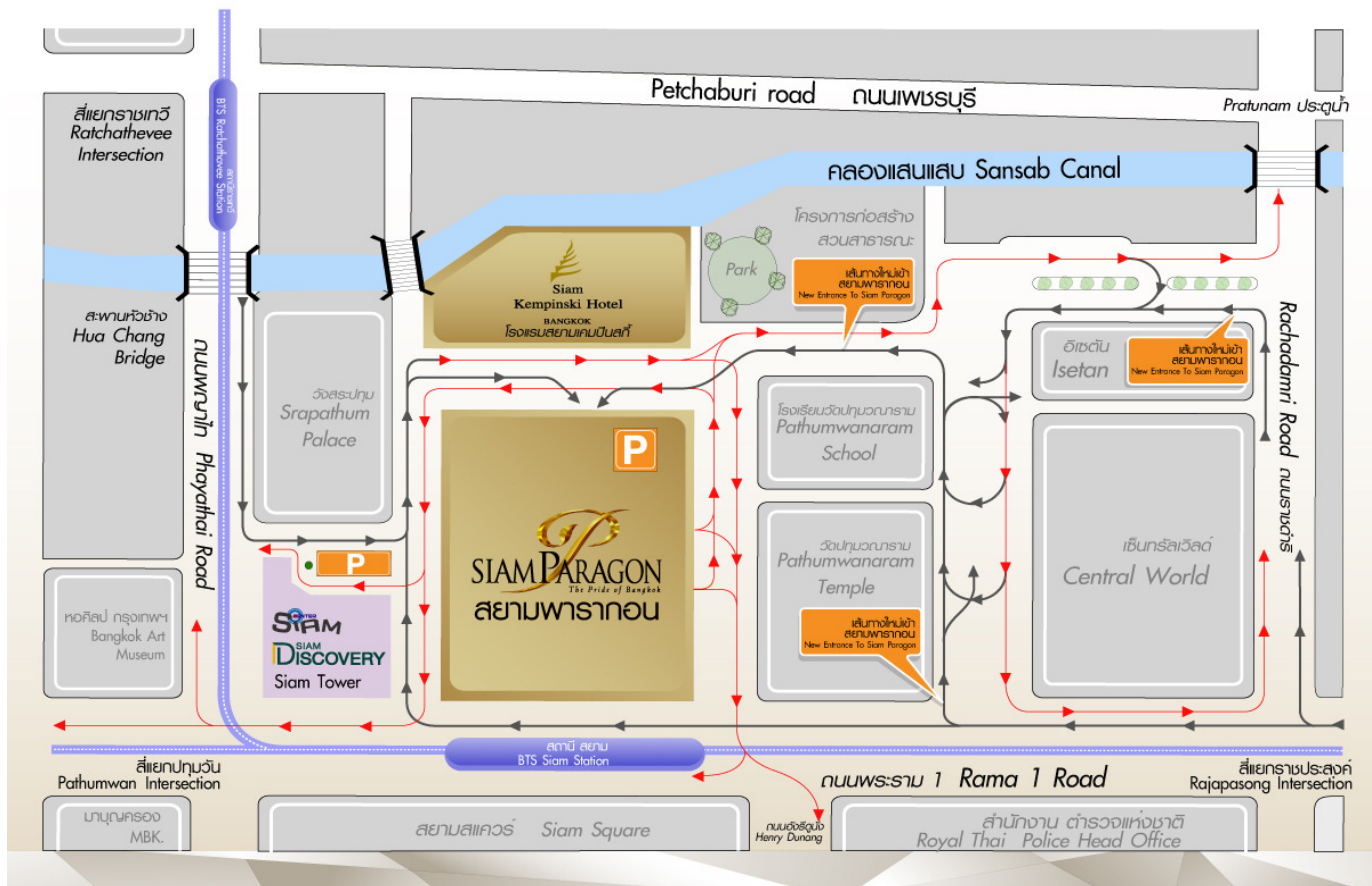 Petchaburi road ถนนเพชรบุรี
Pratunam ประตูน้ำ
สี่แยกราชเทวี
Ratchathevee
Intersection
BTS Ratchathavee Station
สถานีราชเทวี
คลองแสนแสบ Sansab Canal
โครงการก่อสร้าง
สวนสาธารณะ
Park
เส้นทางใหม่เข้า
สยามพารากอน
New Entrance To Siam Paragon
Siam
Kempinski Hotel
BANGKOK
โรงแรมสยามเคมปินสกี้
สะพานหัวช้าง
Hua Chang
Bridge
ถนนพญาไท Phayathai Road
วังสระปทุม
Srapathum
Palace
อิเซตัน
Isetan
เส้นทางใหม่เข้า
สยามพารากอน
New Entrance To Siam Paragon
Rachadamri Road ถนนราชดำริ
โรงเรียนวัดปทุมวณาราม
Pathumwanaram
School
P
SIAM PARAGON
The Pride of Bangkok
สยามพารากอน
วัดปทุมวณาราม
Pathumwanaram
Temple
เส้นทางใหม่เข้า
สยามพารากอน
New Entrance To Siam Paragon
เซ็นทรัลเวิลด์
Central World
P
SIAM
CENTER
SIAM
DISCOVERY
Siam Tower
หอศิลป์ กรุงเทพฯ
Bangkok Art
Museum
สถานี สยาม
BTS Siam Station
สี่แยกปทุมวัน
Pathumwan Intersection
ถนนพระราม 1 Rama 1 Road
สี่แยกราชประสงค์
Rajapasong Intersection
มาบุญครอง
MBK.
สยามสแควร์ Siam Square
ถนนอังรีดูนัง
Henry Dunang
สำนักงาน ตำรวจแห่งชาติ
Royal Thai Police Head Office